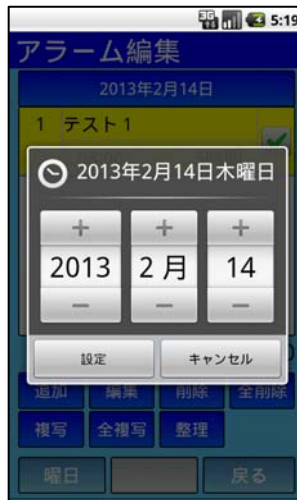 3G 5:19
アラーム編集
2013年2月14日
1 テスト1
2013年2月14日木曜日
+ + +
2013 2月 14
− − −
設定 キャンセル
追加 編集 削除 全削除
複写 全複写 整理
曜日 戻る